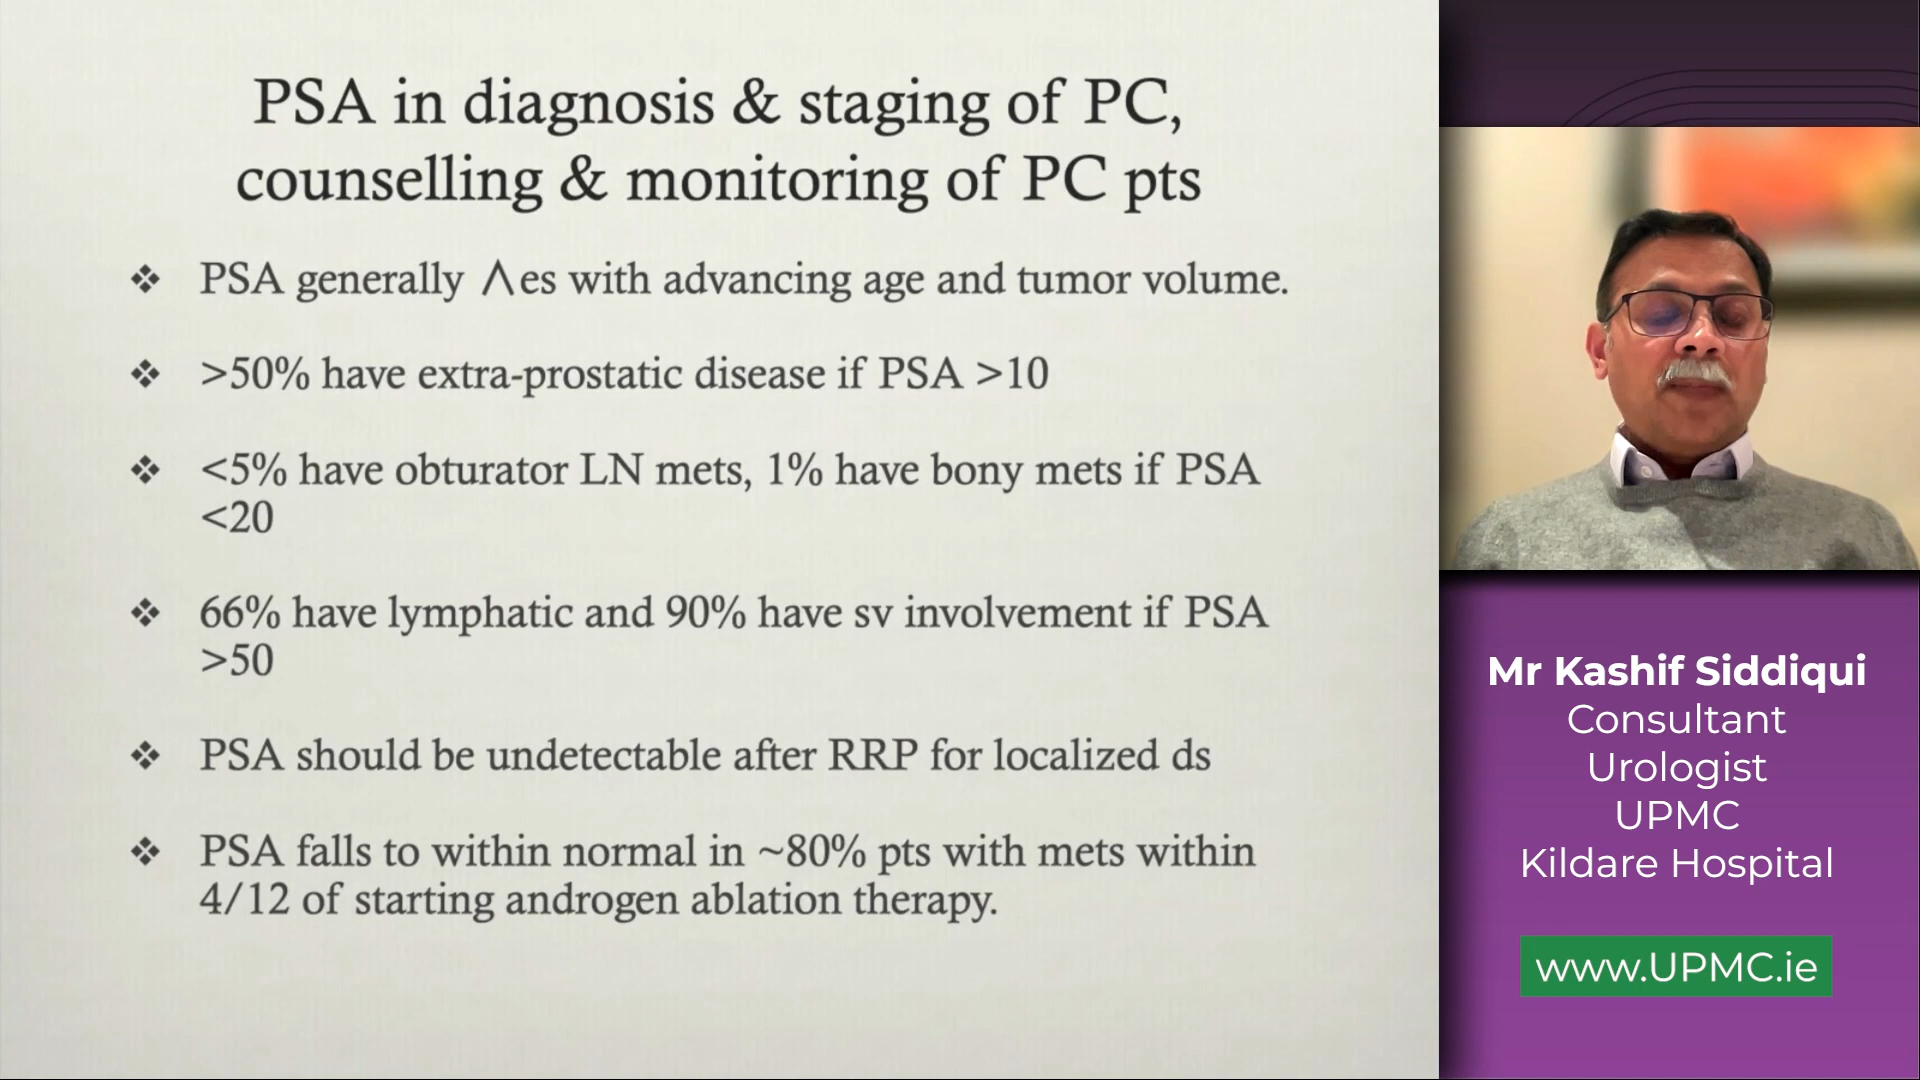 PSA in diagnosis & staging of PC,
counselling & monitoring of PC pts
❖ PSA generally ⋀es with advancing age and tumor volume.
❖ >50% have extra-prostatic disease if PSA >10
❖ <5% have obturator LN mets, 1% have bony mets if PSA
<20
❖ 66% have lymphatic and 90% have sv involvement if PSA
>50
❖ PSA should be undetectable after RRP for localized ds
❖ PSA falls to within normal in ~80% pts with mets within
4/12 of starting androgen ablation therapy.
Mr Kashif Siddiqui
Consultant
Urologist
UPMC
Kildare Hospital
www.UPMC.ie